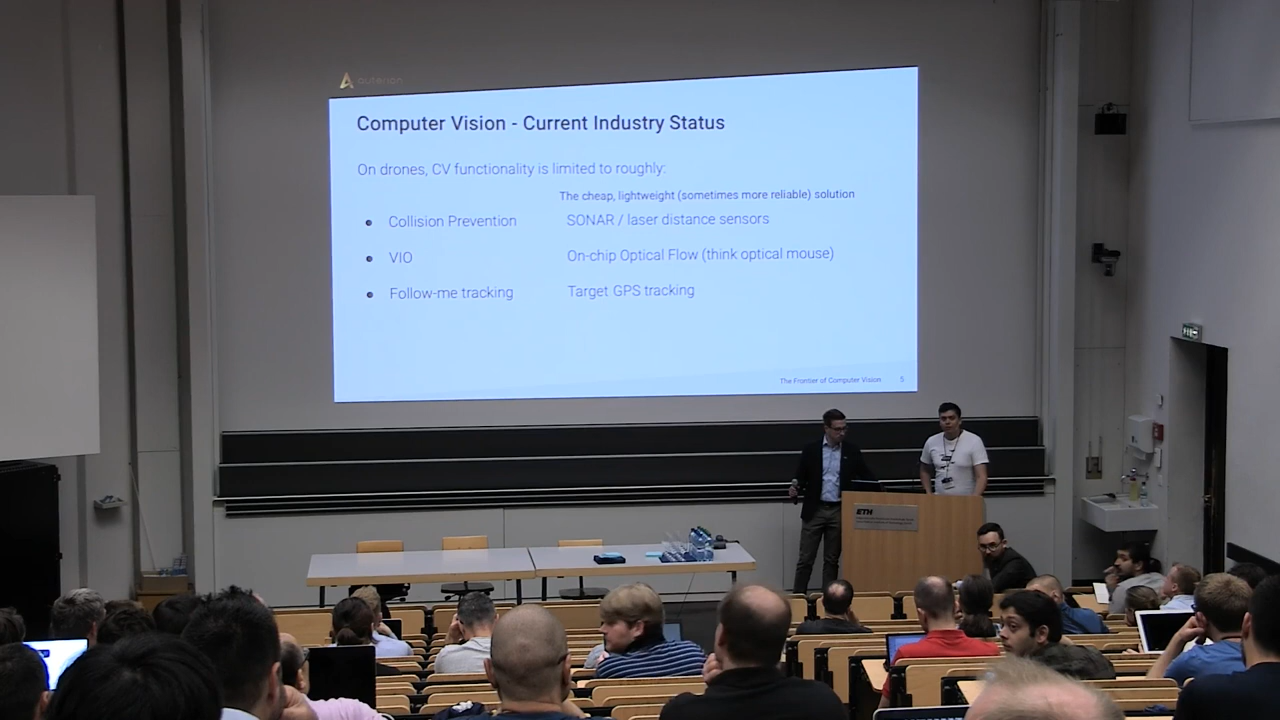 auterion
Computer Vision - Current Industry Status
On drones, CV functionality is limited to roughly:
The cheap, lightweight (sometimes more reliable) solution
Collision Prevention SONAR / laser distance sensors
VIO On-chip Optical Flow (think optical mouse)
Follow-me tracking Target GPS tracking
The Frontier of Computer Vision 5
ETH